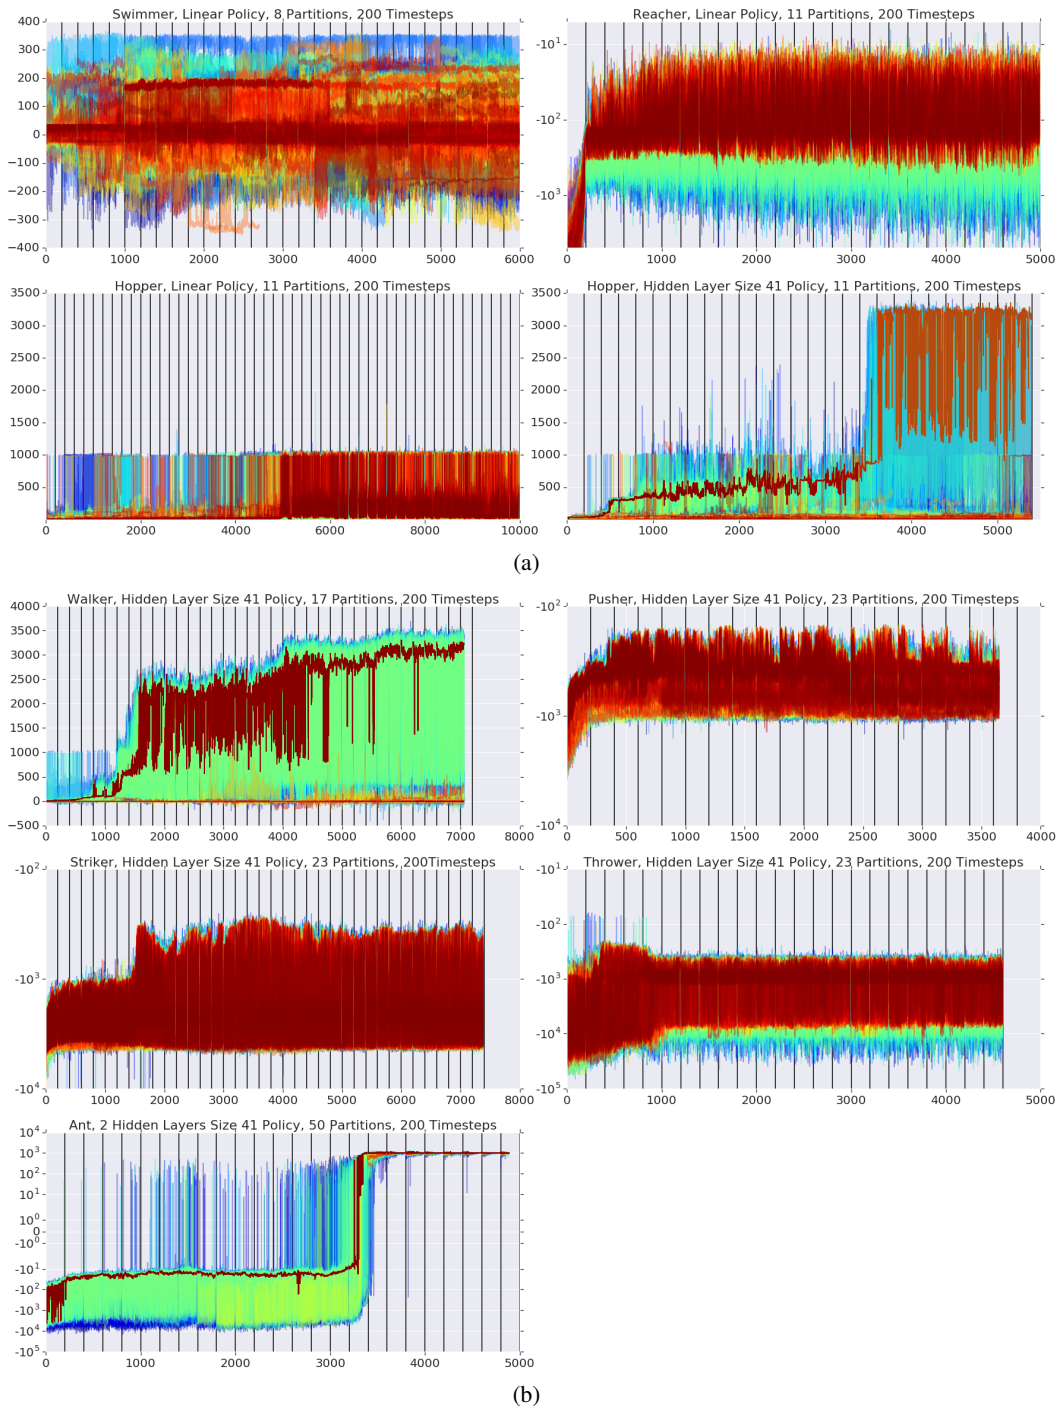 Swimmer, Linear Policy, 8 Partitions, 200 Timesteps
400
300
200
100
0
−100
−200
−300
−400
0 1000 2000 3000 4000 5000 6000
Reacher, Linear Policy, 11 Partitions, 200 Timesteps
-10^1
-10^2
-10^3
0 1000 2000 3000 4000 5000
Hopper, Linear Policy, 11 Partitions, 200 Timesteps
3500
3000
2500
2000
1500
1000
500
0 2000 4000 6000 8000 10000
Hopper, Hidden Layer Size 41 Policy, 11 Partitions, 200 Timesteps
3500
3000
2500
2000
1500
1000
500
0 1000 2000 3000 4000 5000
(a)
Walker, Hidden Layer Size 41 Policy, 17 Partitions, 200 Timesteps
4000
3500
3000
2500
2000
1500
1000
500
0
−500
0 1000 2000 3000 4000 5000 6000 7000 8000
Pusher, Hidden Layer Size 41 Policy, 23 Partitions, 200 Timesteps
-10^2
-10^3
-10^4
0 500 1000 1500 2000 2500 3000 3500 4000
Striker, Hidden Layer Size 41 Policy, 23 Partitions, 200Timesteps
-10^2
-10^3
-10^4
0 1000 2000 3000 4000 5000 6000 7000 8000
Thrower, Hidden Layer Size 41 Policy, 23 Partitions, 200 Timesteps
-10^1
-10^2
-10^3
-10^4
-10^5
0 1000 2000 3000 4000 5000
Ant, 2 Hidden Layers Size 41 Policy, 50 Partitions, 200 Timesteps
10^4
10^3
10^2
10^1
10^0
0
-10^0
-10^1
-10^2
-10^3
-10^4
-10^5
0 1000 2000 3000 4000 5000
(b)